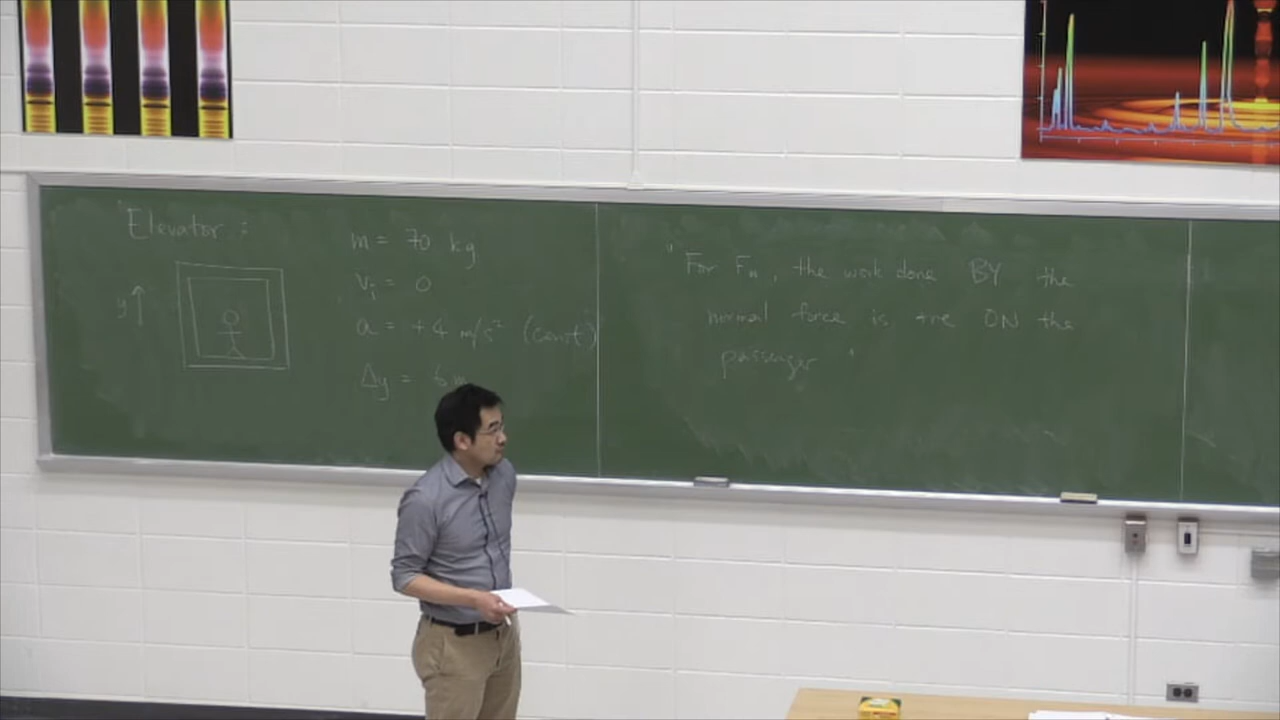 Elevator :
y ↑
m = 70 kg
vᵢ = 0
a = +4 m/s² (const)
Δy = 6 m
" For Fₙ, the work done BY the
normal force is +ve ON the
passenger "